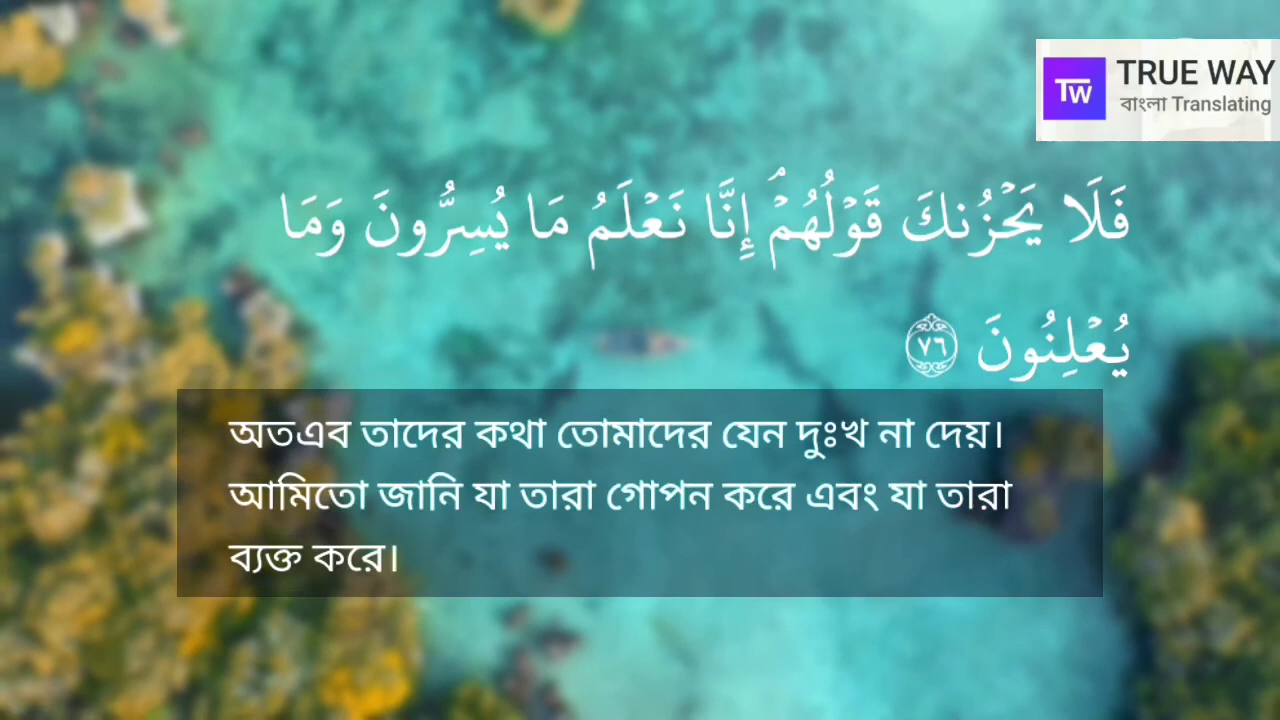 TW
TRUE WAY
বাংলা Translating
فَلَا يَحْزُنكَ قَوْلُهُمْ ۘ إِنَّا نَعْلَمُ مَا يُسِرُّونَ وَمَا
يُعْلِنُونَ ٧٦
অতএব তাদের কথা তোমাদের যেন দুঃখ না দেয়।
আমিতো জানি যা তারা গোপন করে এবং যা তারা
ব্যক্ত করে।